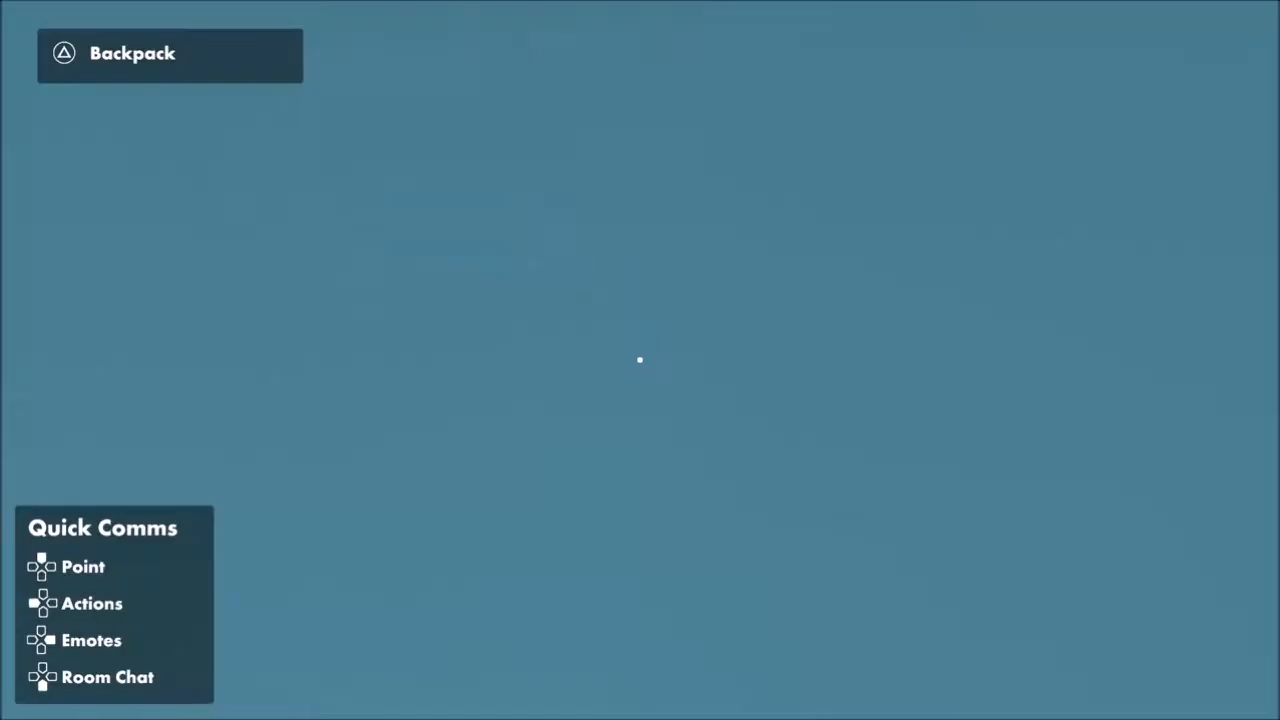 Backpack
Quick Comms
Point
Actions
Emotes
Room Chat